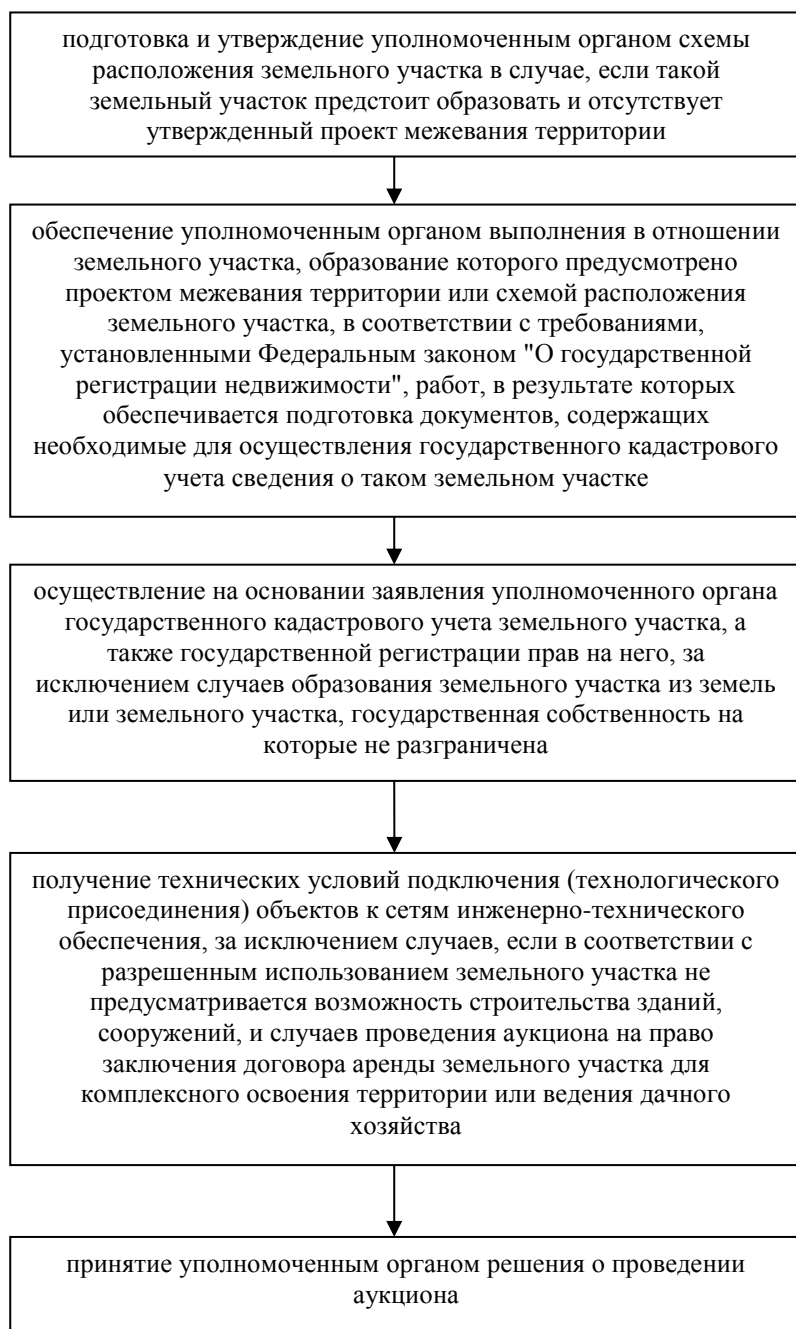 подготовка и утверждение уполномоченным органом схемы
расположения земельного участка в случае, если такой
земельный участок предстоит образовать и отсутствует
утвержденный проект межевания территории
обеспечение уполномоченным органом выполнения в отношении
земельного участка, образование которого предусмотрено
проектом межевания территории или схемой расположения
земельного участка, в соответствии с требованиями,
установленными Федеральным законом "О государственной
регистрации недвижимости", работ, в результате которых
обеспечивается подготовка документов, содержащих
необходимые для осуществления государственного кадастрового
учета сведения о таком земельном участке
осуществление на основании заявления уполномоченного органа
государственного кадастрового учета земельного участка, а
также государственной регистрации прав на него, за
исключением случаев образования земельного участка из земель
или земельного участка, государственная собственность на
которые не разграничена
получение технических условий подключения (технологического
присоединения) объектов к сетям инженерно-технического
обеспечения, за исключением случаев, если в соответствии с
разрешенным использованием земельного участка не
предусматривается возможность строительства зданий,
сооружений, и случаев проведения аукциона на право
заключения договора аренды земельного участка для
комплексного освоения территории или ведения дачного
хозяйства
принятие уполномоченным органом решения о проведении
аукциона